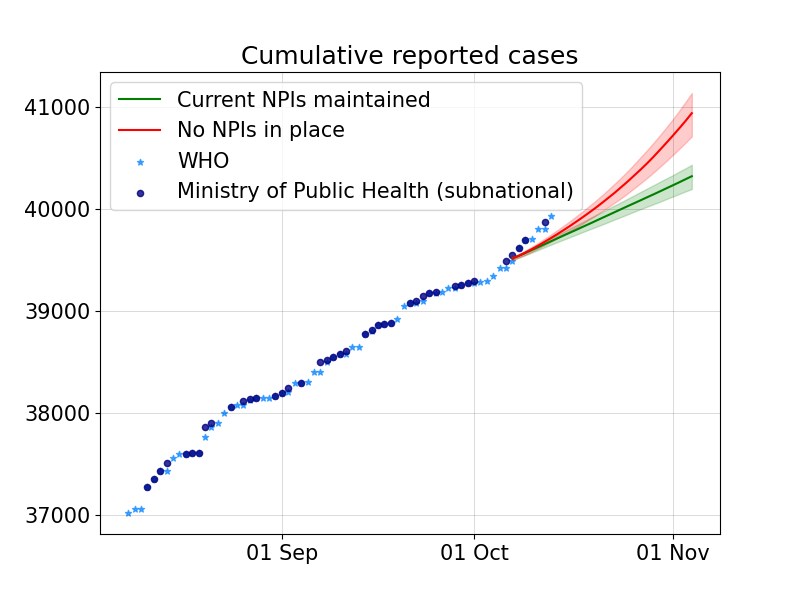 Cumulative reported cases
41000
40000
39000
38000
37000
Current NPIs maintained
No NPIs in place
WHO
Ministry of Public Health (subnational)
01 Sep
01 Oct
01 Nov